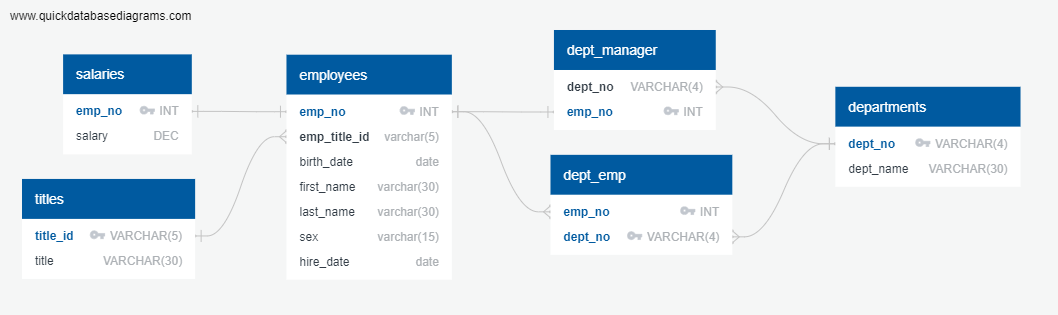 www.quickdatabasediagrams.com
salaries
emp_no INT
salary DEC
titles
title_id VARCHAR(5)
title VARCHAR(30)
employees
emp_no INT
emp_title_id varchar(5)
birth_date date
first_name varchar(30)
last_name varchar(30)
sex varchar(15)
hire_date date
dept_manager
dept_no VARCHAR(4)
emp_no INT
dept_emp
emp_no INT
dept_no VARCHAR(4)
departments
dept_no VARCHAR(4)
dept_name VARCHAR(30)